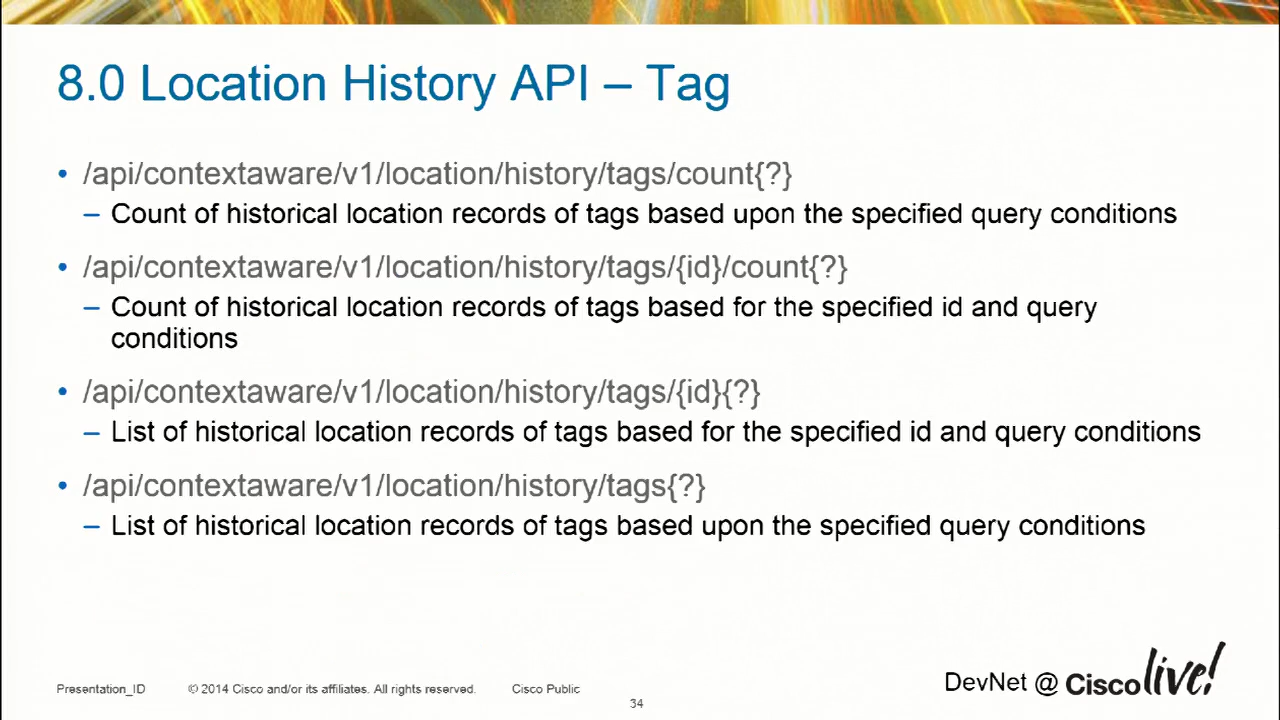 8.0 Location History API – Tag
• /api/contextaware/v1/location/history/tags/count{?}
– Count of historical location records of tags based upon the specified query conditions
• /api/contextaware/v1/location/history/tags/{id}/count{?}
– Count of historical location records of tags based for the specified id and query
conditions
• /api/contextaware/v1/location/history/tags/{id}{?}
– List of historical location records of tags based for the specified id and query conditions
• /api/contextaware/v1/location/history/tags{?}
– List of historical location records of tags based upon the specified query conditions
Presentation_ID © 2014 Cisco and/or its affiliates. All rights reserved. Cisco Public
34
DevNet @ Cisco live!